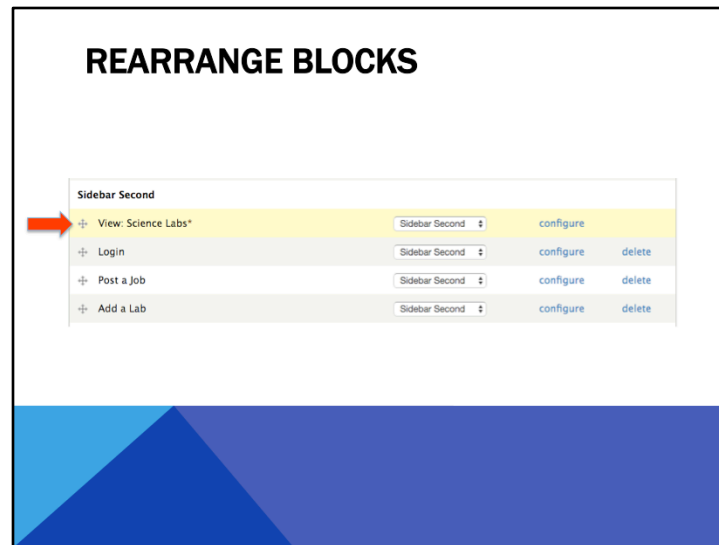 REARRANGE BLOCKS
Sidebar Second
View: Science Labs* Sidebar Second configure
Login Sidebar Second configure delete
Post a Job Sidebar Second configure delete
Add a Lab Sidebar Second configure delete